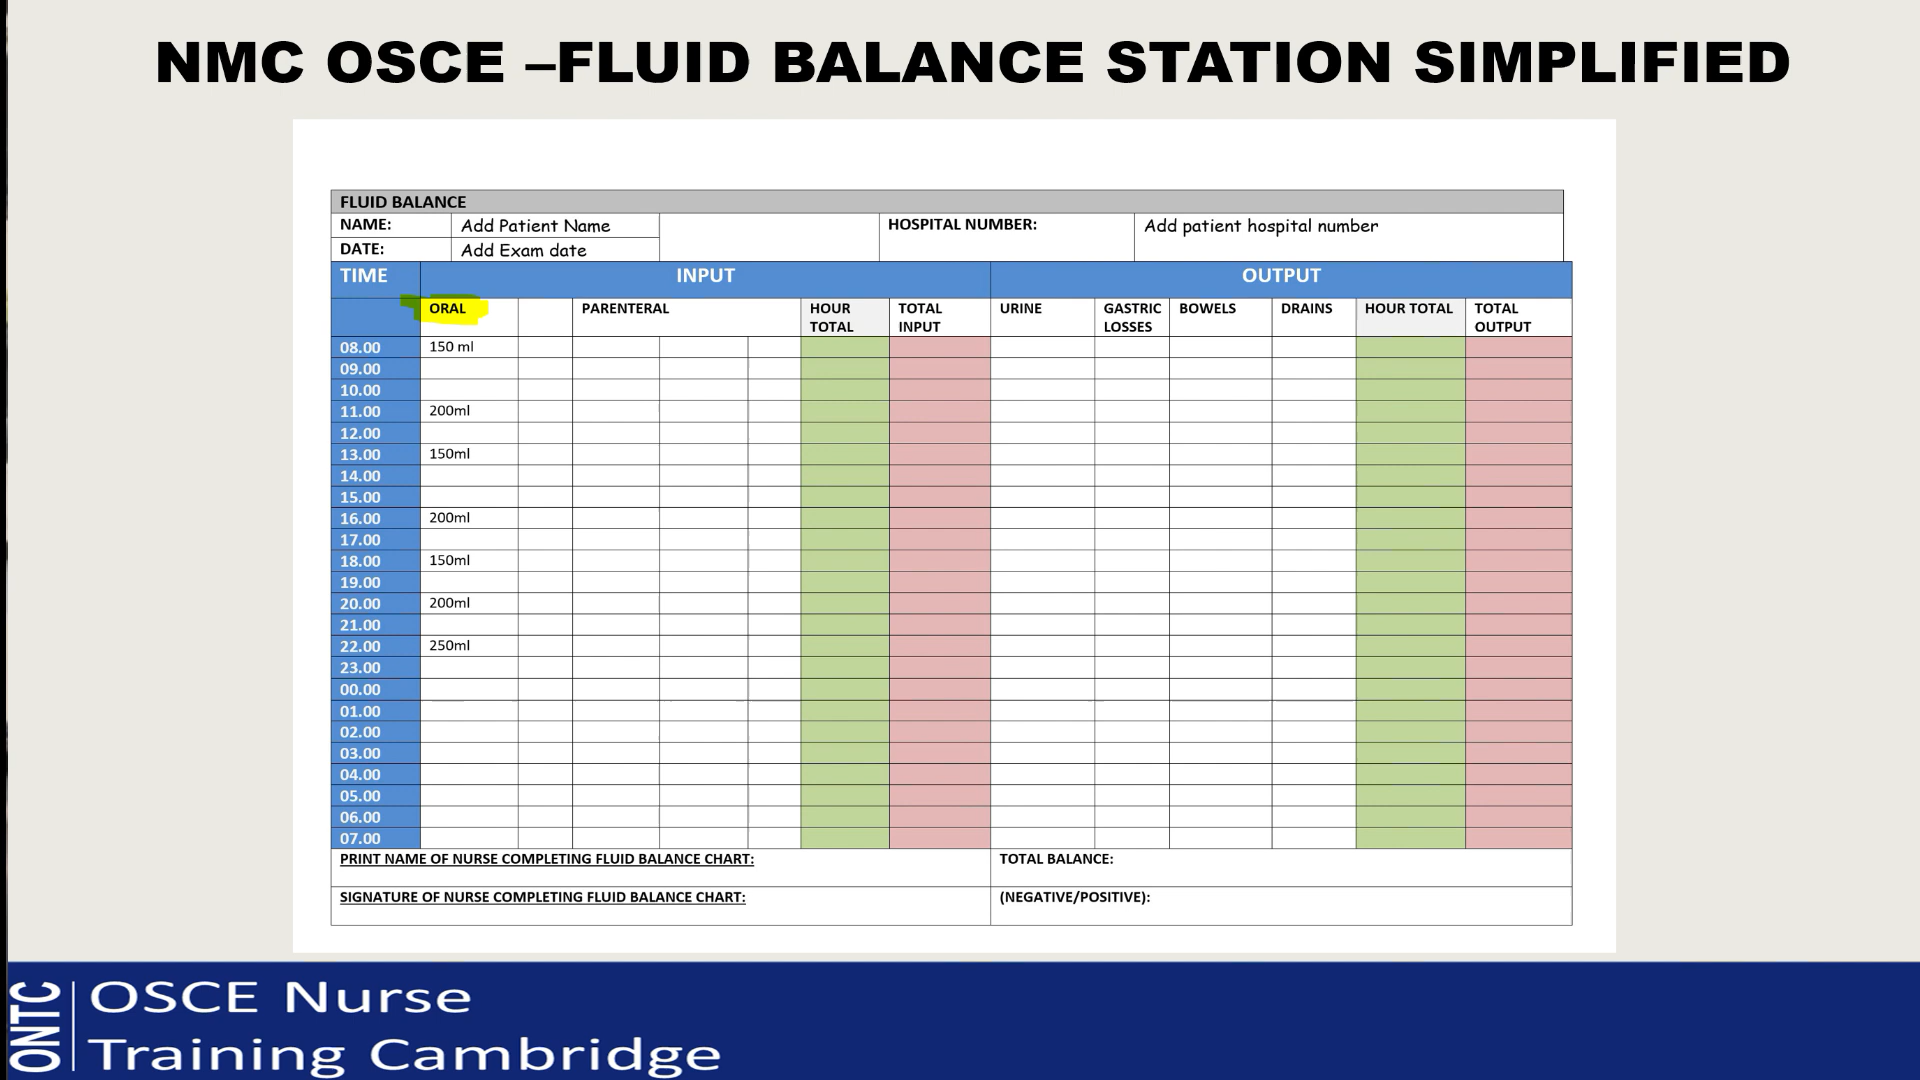 NMC OSCE –FLUID BALANCE STATION SIMPLIFIED
FLUID BALANCE
NAME: Add Patient Name HOSPITAL NUMBER: Add patient hospital number
DATE: Add Exam date
TIME INPUT OUTPUT
ORAL PARENTERAL HOUR TOTAL TOTAL INPUT URINE GASTRIC LOSSES BOWELS DRAINS HOUR TOTAL TOTAL OUTPUT
08.00 150 ml
09.00
10.00
11.00 200ml
12.00
13.00 150ml
14.00
15.00
16.00 200ml
17.00
18.00 150ml
19.00
20.00 200ml
21.00
22.00 250ml
23.00
00.00
01.00
02.00
03.00
04.00
05.00
06.00
07.00
PRINT NAME OF NURSE COMPLETING FLUID BALANCE CHART: TOTAL BALANCE:
SIGNATURE OF NURSE COMPLETING FLUID BALANCE CHART: (NEGATIVE/POSITIVE):
ONTC
OSCE Nurse
Training Cambridge